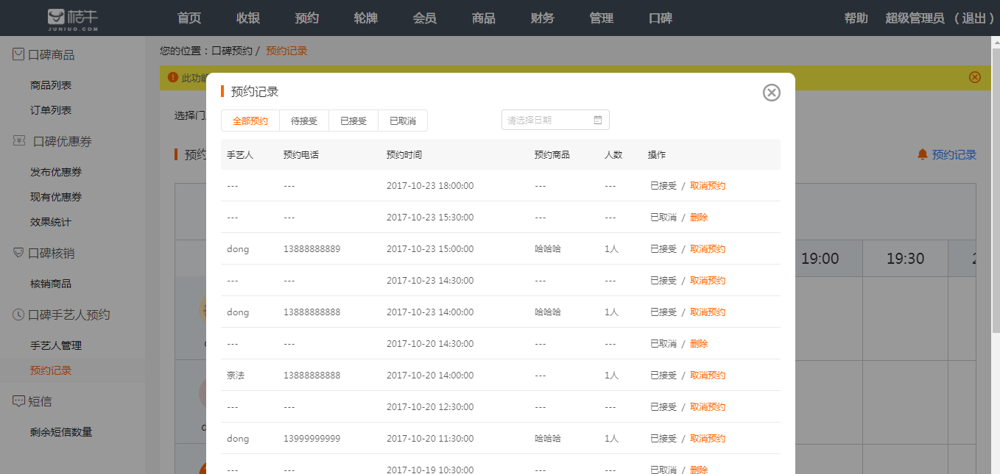 桔牛
JUNIUO.COM
首页 收银 预约 轮牌 会员 商品 财务 管理 口碑 帮助 超级管理员 （ 退出 ）
口碑商品
商品列表
订单列表
口碑优惠券
发布优惠券
现有优惠券
效果统计
口碑核销
核销商品
口碑手艺人预约
手艺人管理
预约记录
短信
剩余短信数量
您的位置：口碑预约 / 预约记录
此功能
选择门
预约
预约记录
19:00 19:30
预约记录
全部预约 待接受 已接受 已取消 请选择日期
手艺人 预约电话 预约时间 预约商品 人数 操作
--- --- 2017-10-23 18:00:00 --- --- 已接受 / 取消预约
--- --- 2017-10-23 15:30:00 --- --- 已取消 / 删除
dong 13888888889 2017-10-23 15:00:00 哈哈哈 1人 已接受 / 取消预约
--- --- 2017-10-23 14:30:00 --- --- 已接受 / 取消预约
dong 13888888888 2017-10-23 14:00:00 哈哈哈 1人 已接受 / 取消预约
--- --- 2017-10-20 14:30:00 --- --- 已取消 / 删除
柰法 13888888888 2017-10-20 14:00:00 --- 1人 已接受 / 取消预约
--- --- 2017-10-20 12:30:00 --- --- 已接受 / 取消预约
dong 13999999999 2017-10-20 11:30:00 哈哈哈 1人 已接受 / 取消预约
--- --- 2017-10-19 10:30:00 --- --- 已取消 / 删除